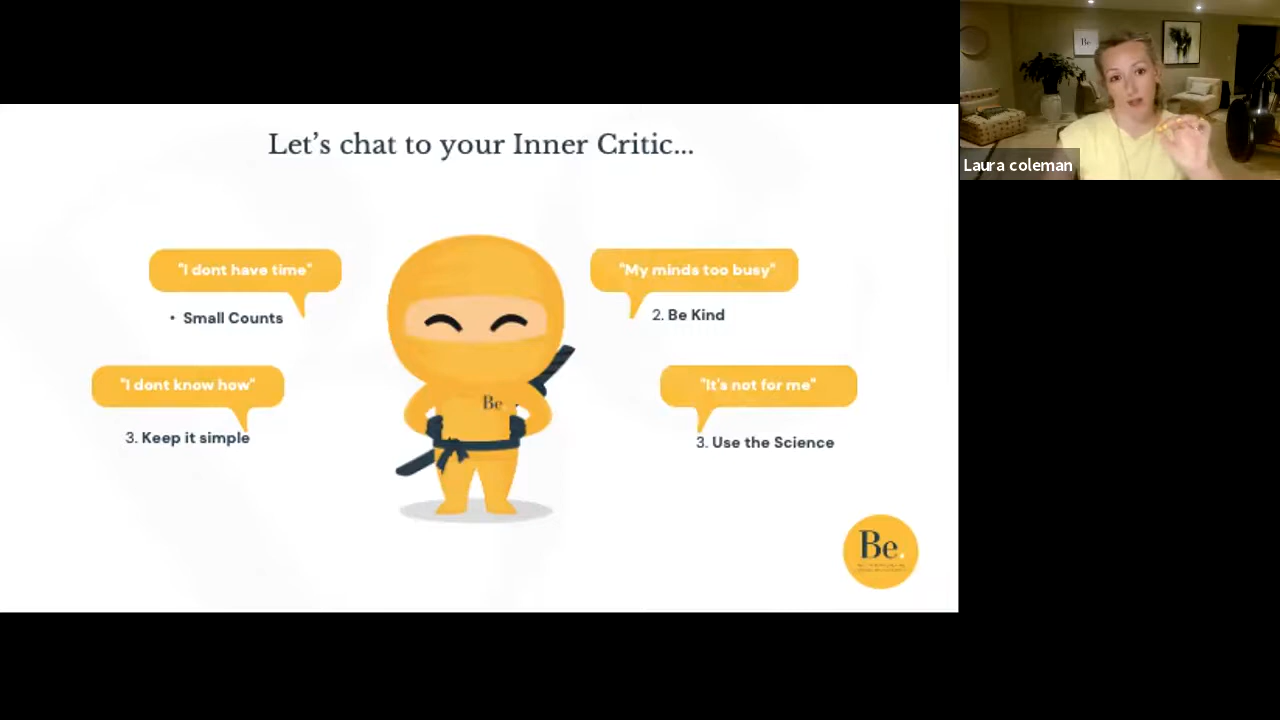 Let's chat to your Inner Critic...
"I dont have time"
"My minds too busy"
• Small Counts
2. Be Kind
"I dont know how"
"It's not for me"
3. Keep it simple
3. Use the Science
Be
Be.
Be
Laura coleman